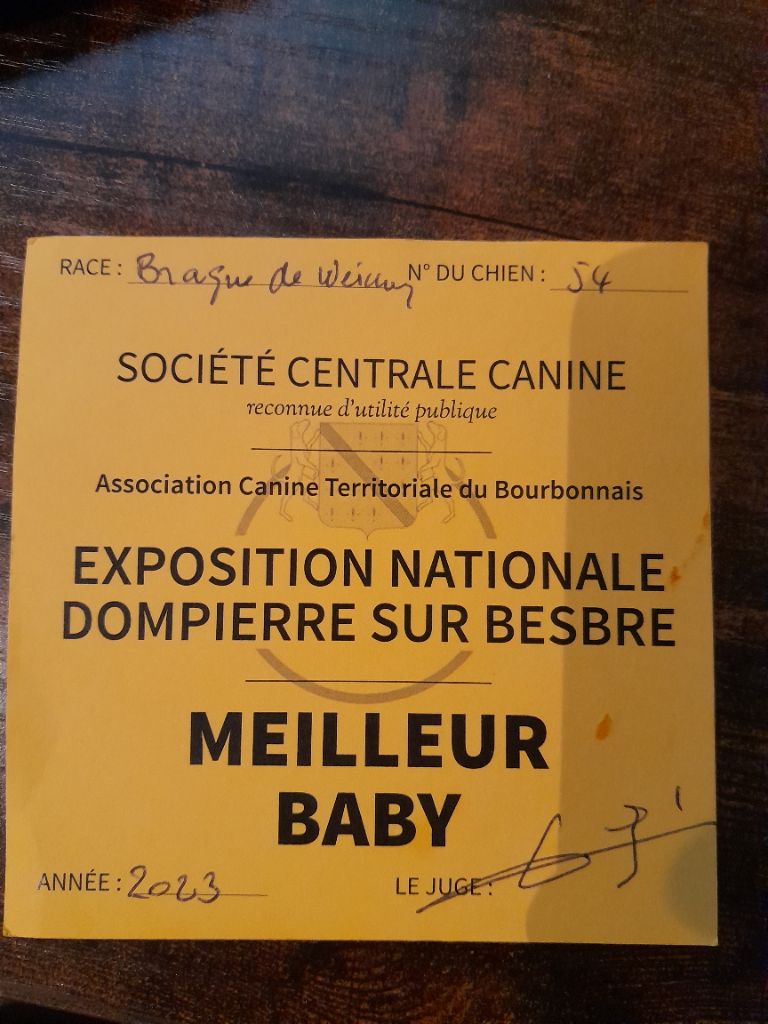 RACE : Braque de N° DU CHIEN : 54
SOCIÉTÉ CENTRALE CANINE
reconnue d'utilité publique
Association Canine Territoriale du Bourbonnais
EXPOSITION NATIONALE
DOMPIERRE SUR BESBRE
MEILLEUR
BABY
ANNÉE : 2023 LE JUGE :